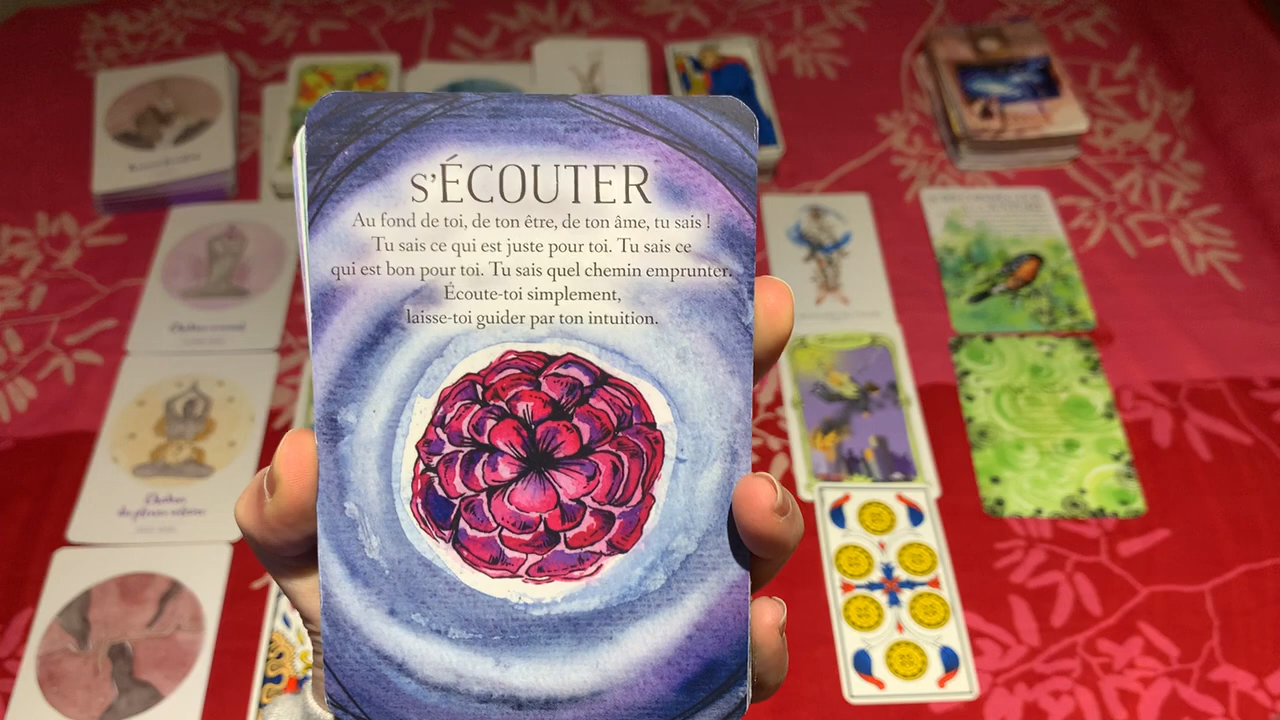 S'ÉCOUTER
Au fond de toi, de ton être, de ton âme, tu sais !
Tu sais ce qui est juste pour toi. Tu sais ce
qui est bon pour toi. Tu sais quel chemin emprunter.
Écoute-toi simplement,
laisse-toi guider par ton intuition.